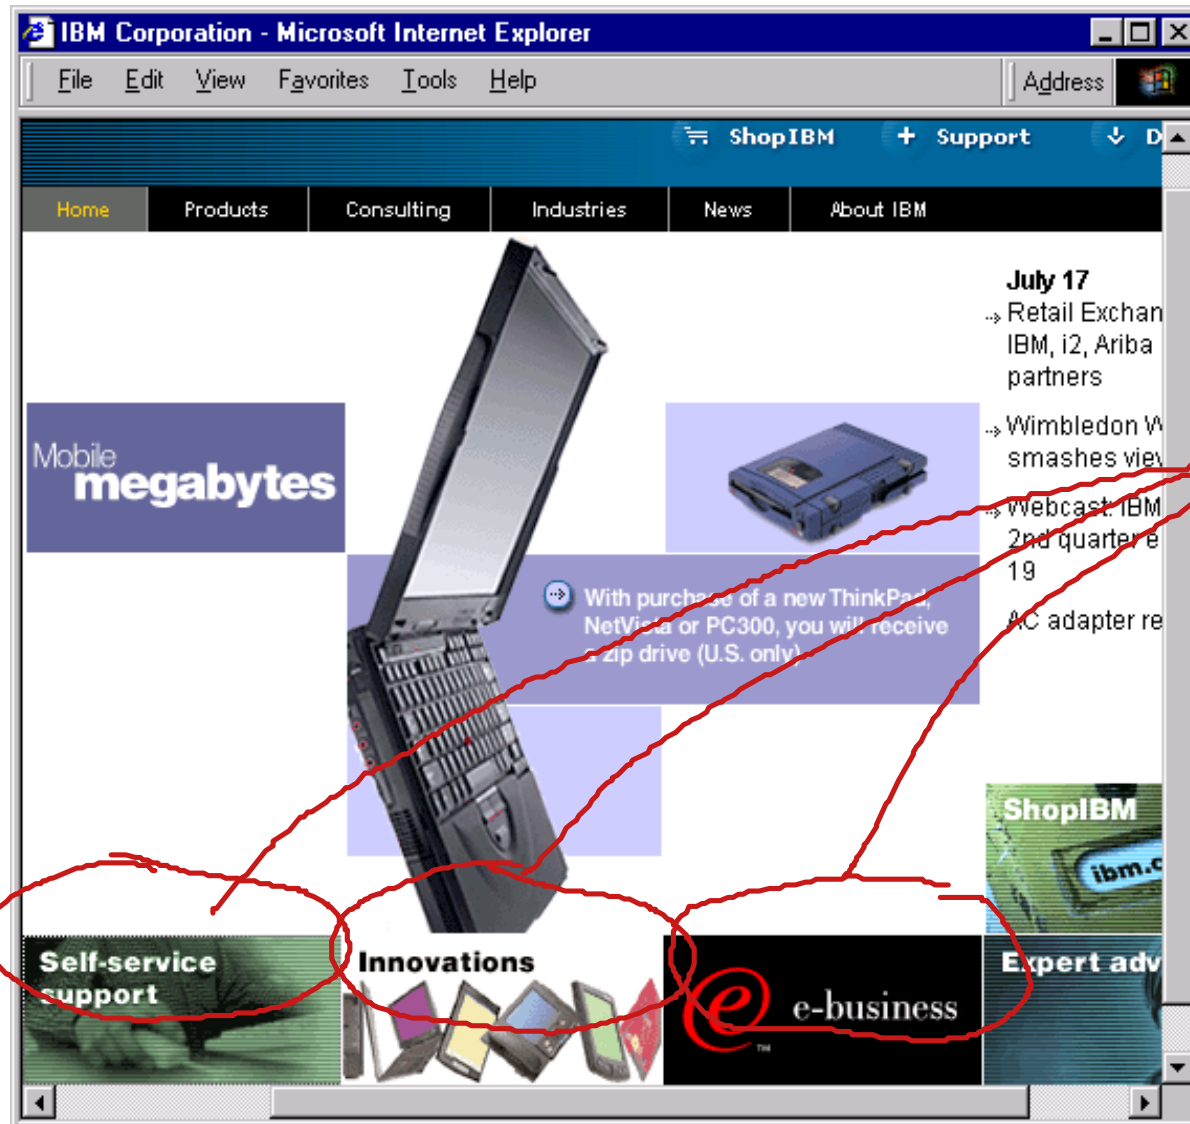 IBM Corporation - Microsoft Internet Explorer
File Edit View Favorites Tools Help Address
ShopIBM Support D
Home Products Consulting Industries News About IBM
July 17
Retail Exchan
IBM, i2, Ariba
partners
Mobile
megabytes
Wimbledon W
smashes view
Webcast: IBM
2nd quarter e
19
AC adapter re
With purchase of a new ThinkPad,
NetVista or PC300, you will receive
a zip drive (U.S. only)
ShopIBM
ibm.c
Self-service
support
Innovations
e e-business
TM
Expert adv